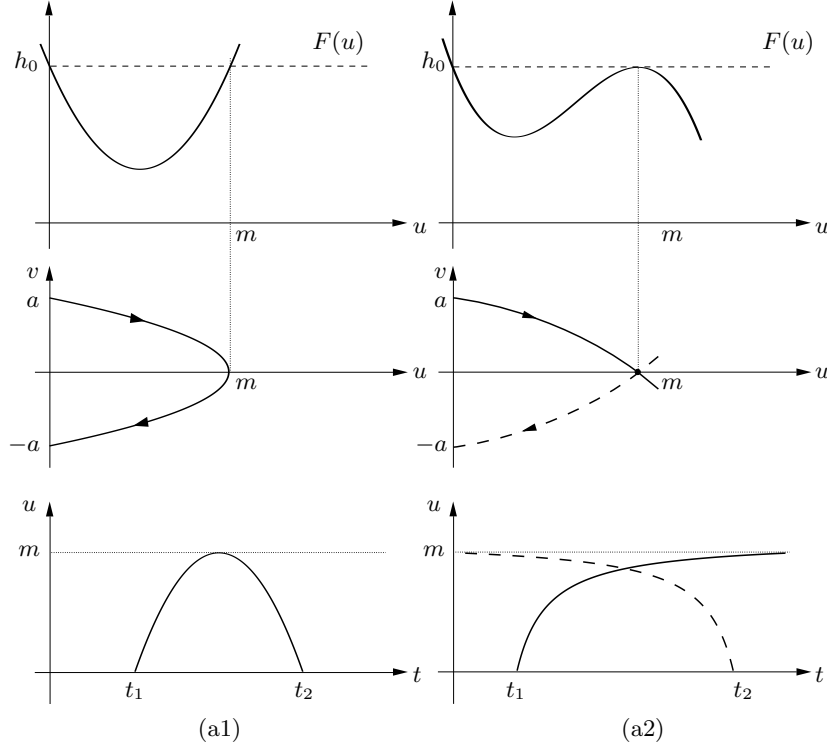 F(u) F(u)
h₀ h₀
u u
m m
v v
a a
u u
m m
−a −a
u u
m m
t t
t₁ t₂ t₁ t₂
(a1) (a2)